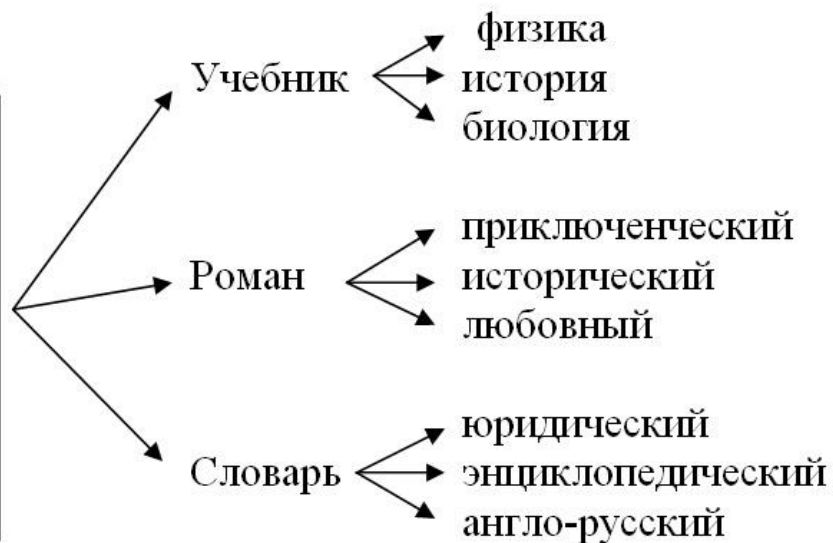 физика
Учебник
история
биология
приключенческий
Роман
исторический
любовный
юридический
Словарь
энциклопедический
англо-русский